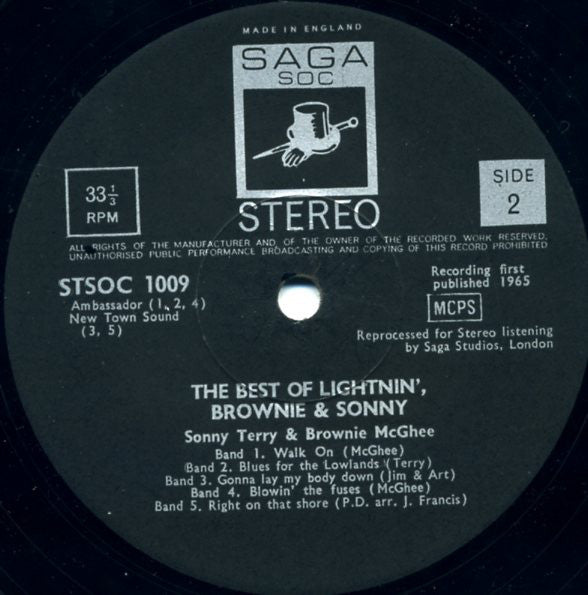 MADE IN ENGLAND
SAGA
SOC
33⅓
RPM
SIDE
2
STEREO
ALL RIGHTS OF THE MANUFACTURER AND OF THE OWNER OF THE RECORDED WORK RESERVED.
UNAUTHORISED PUBLIC PERFORMANCE BROADCASTING AND COPYING OF THIS RECORD PROHIBITED
STSOC 1009
Ambassador (1, 2, 4)
New Town Sound
(3, 5)
Recording first
published 1965
MCPS
Reprocessed for Stereo listening
by Saga Studios, London
THE BEST OF LIGHTNIN',
BROWNIE & SONNY
Sonny Terry & Brownie McGhee
Band 1. Walk On (McGhee)
Band 2. Blues for the Lowlands (Terry)
Band 3. Gonna lay my body down (Jim & Art)
Band 4. Blowin' the fuses (McGhee)
Band 5. Right on that shore (P.D. arr. J. Francis)